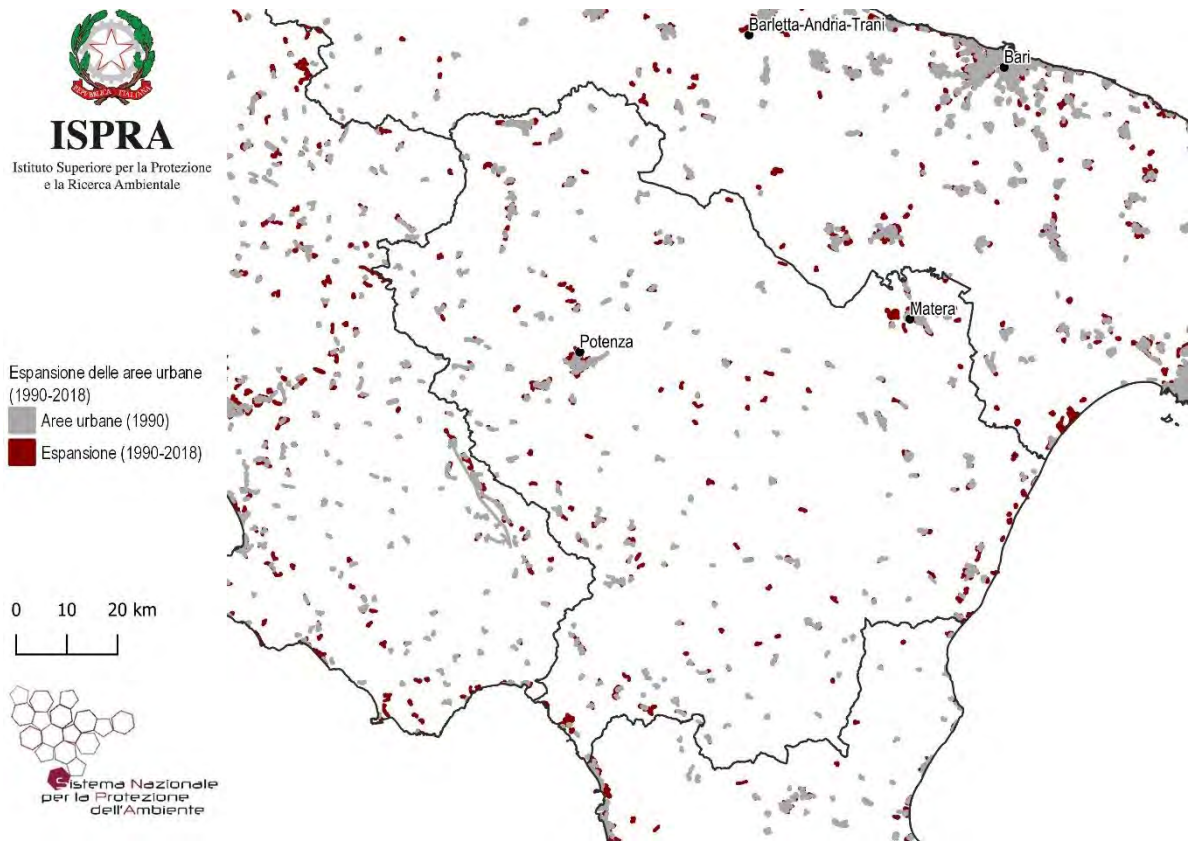 REPVBBLICA ITALIANA
ISPRA
Istituto Superiore per la Protezione
e la Ricerca Ambientale
Barletta-Andria-Trani
Bari
Matera
Potenza
Espansione delle aree urbane
(1990-2018)
Aree urbane (1990)
Espansione (1990-2018)
0 10 20 km
Sistema Nazionale
per la Protezione
dell'Ambiente